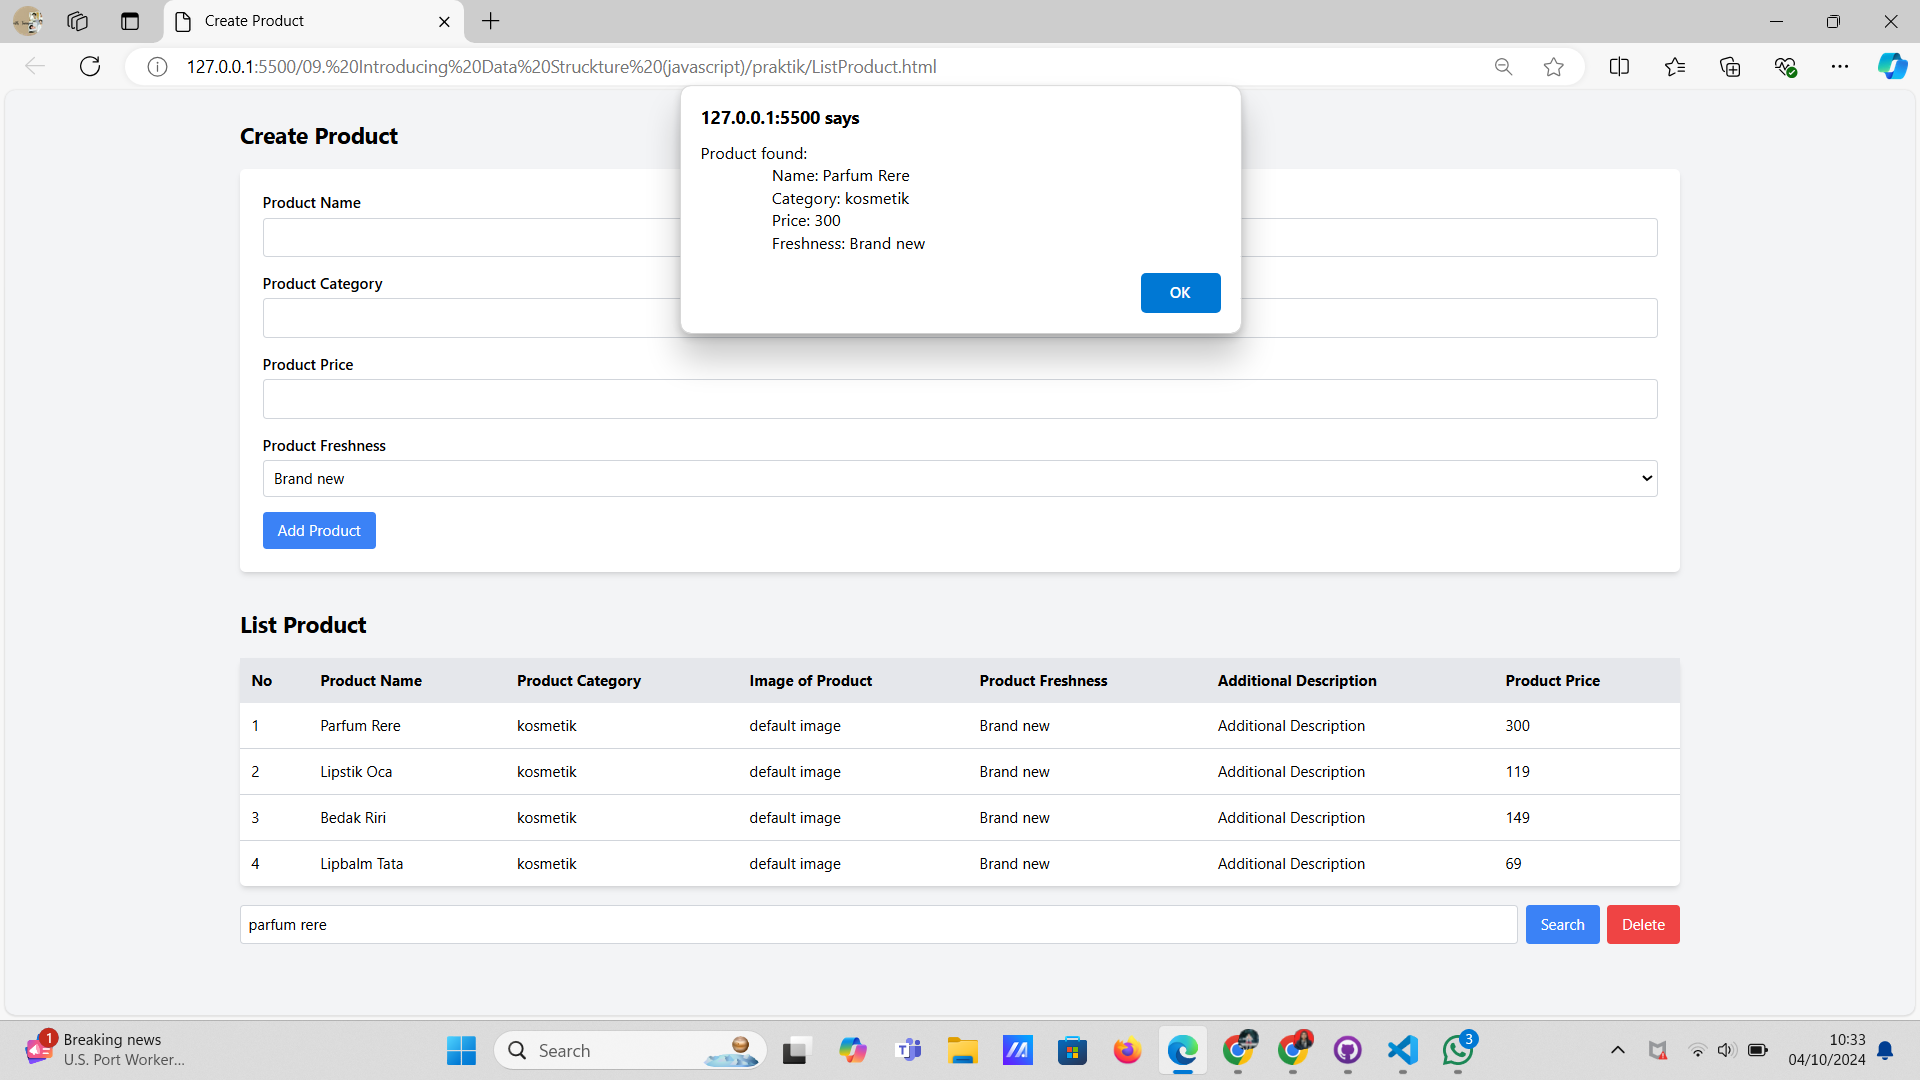 Create Product
127.0.0.1:5500/09.%20Introducing%20Data%20Struckture%20(javascript)/praktik/ListProduct.html
127.0.0.1:5500 says
Product found:
Name: Parfum Rere
Category: kosmetik
Price: 300
Freshness: Brand new
OK
Create Product
Product Name
Product Category
Product Price
Product Freshness
Brand new
Add Product
List Product
No Product Name Product Category Image of Product Product Freshness Additional Description Product Price
1 Parfum Rere kosmetik default image Brand new Additional Description 300
2 Lipstik Oca kosmetik default image Brand new Additional Description 119
3 Bedak Riri kosmetik default image Brand new Additional Description 149
4 Lipbalm Tata kosmetik default image Brand new Additional Description 69
parfum rere Search Delete
1 Breaking news
U.S. Port Worker...
Search
3
10:33
04/10/2024